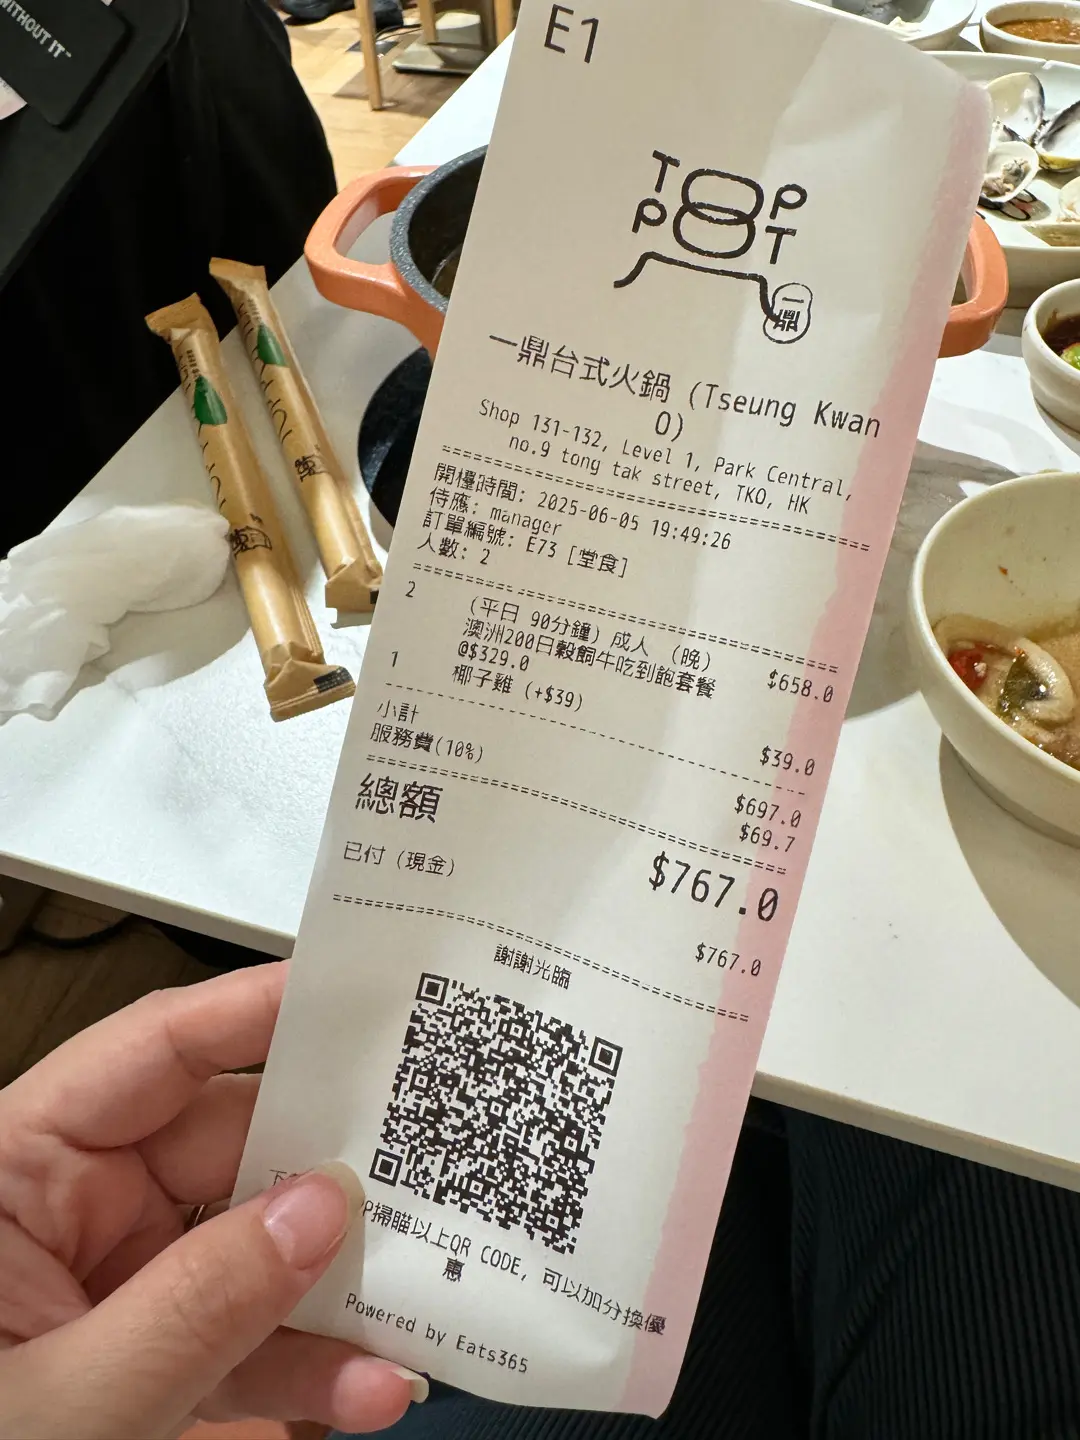 WITHOUT IT™
E1
TOP
POT
一鼎
一鼎台式火鍋 (Tseung Kwan
O)
Shop 131-132, Level 1, Park Central,
no.9 tong tak street, TKO, HK
開檯時間: 2025-06-05 19:49:26
侍應: manager
訂單編號: E73 [堂食]
人數: 2
2 (平日 90分鐘) 成人 (晚)
澳洲200日穀飼牛吃到飽套餐 $658.0
@$329.0
1 椰子雞 (+$39) $39.0
小計 $697.0
服務費(10%) $69.7
總額 $767.0
已付 (現金) $767.0
謝謝光臨
P掃瞄以上QR CODE, 可以加分換優
惠
Powered by Eats365